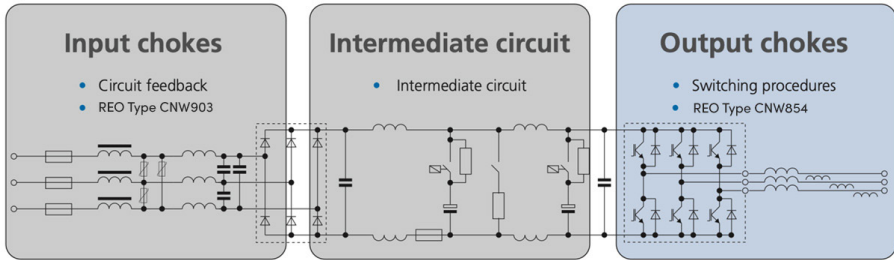 Input chokes
Circuit feedback
REO Type CNW903
Intermediate circuit
Intermediate circuit
Output chokes
Switching procedures
REO Type CNW854